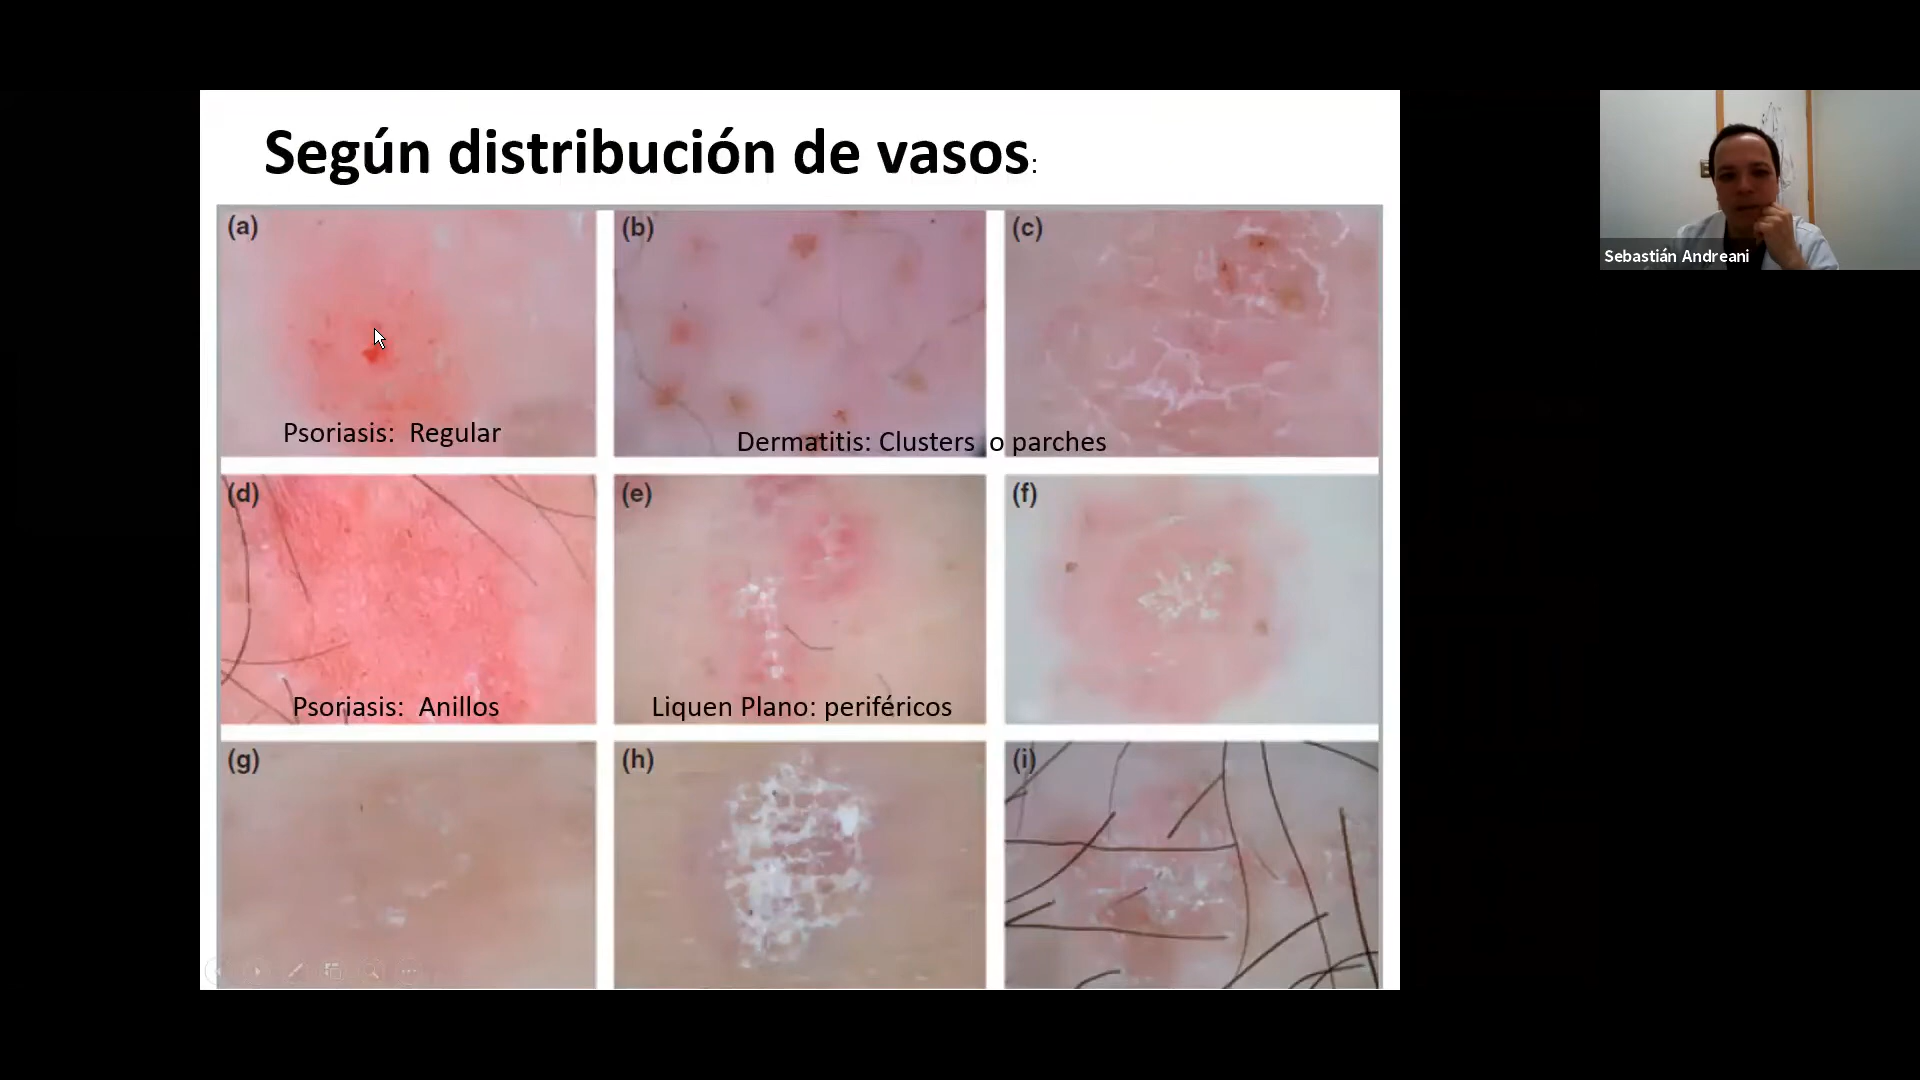 Según distribución de vasos:
Sebastián Andreani
(a)
(b)
(c)
Psoriasis: Regular
Dermatitis: Clusters o parches
(d)
(e)
(f)
Psoriasis: Anillos
Liquen Plano: periféricos
(g)
(h)
(i)